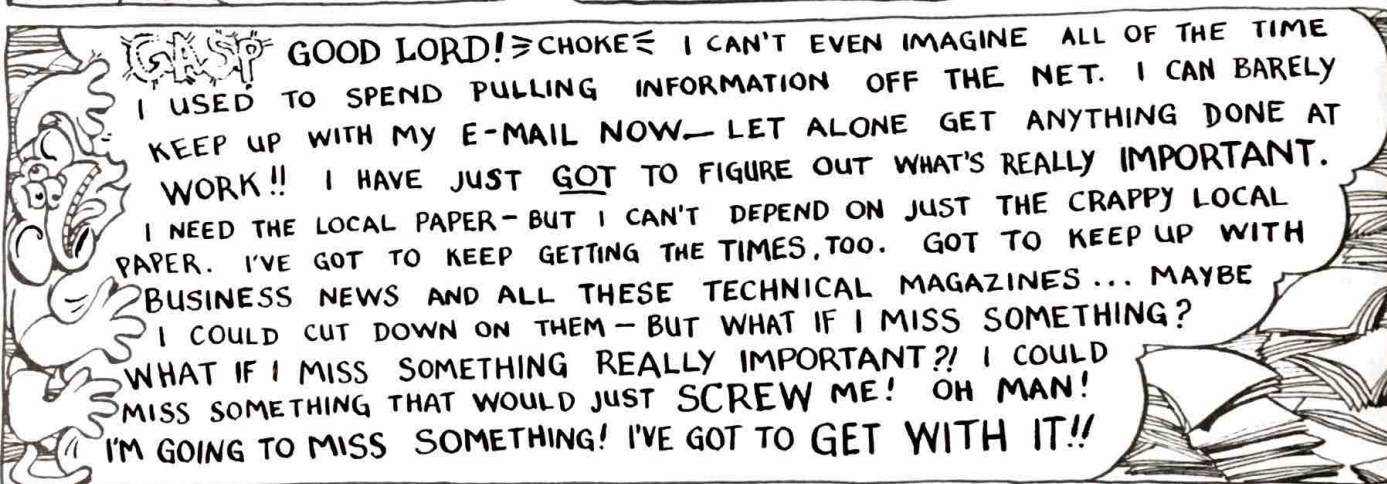 GASP GOOD LORD! CHOKE I CAN'T EVEN IMAGINE ALL OF THE TIME
I USED TO SPEND PULLING INFORMATION OFF THE NET. I CAN BARELY
KEEP UP WITH MY E-MAIL NOW— LET ALONE GET ANYTHING DONE AT
WORK!! I HAVE JUST GOT TO FIGURE OUT WHAT'S REALLY IMPORTANT.
I NEED THE LOCAL PAPER – BUT I CAN'T DEPEND ON JUST THE CRAPPY LOCAL
PAPER. I'VE GOT TO KEEP GETTING THE TIMES, TOO. GOT TO KEEP UP WITH
BUSINESS NEWS AND ALL THESE TECHNICAL MAGAZINES ... MAYBE
I COULD CUT DOWN ON THEM – BUT WHAT IF I MISS SOMETHING?
WHAT IF I MISS SOMETHING REALLY IMPORTANT?! I COULD
MISS SOMETHING THAT WOULD JUST SCREW ME! OH MAN!
I'M GOING TO MISS SOMETHING! I'VE GOT TO GET WITH IT!!